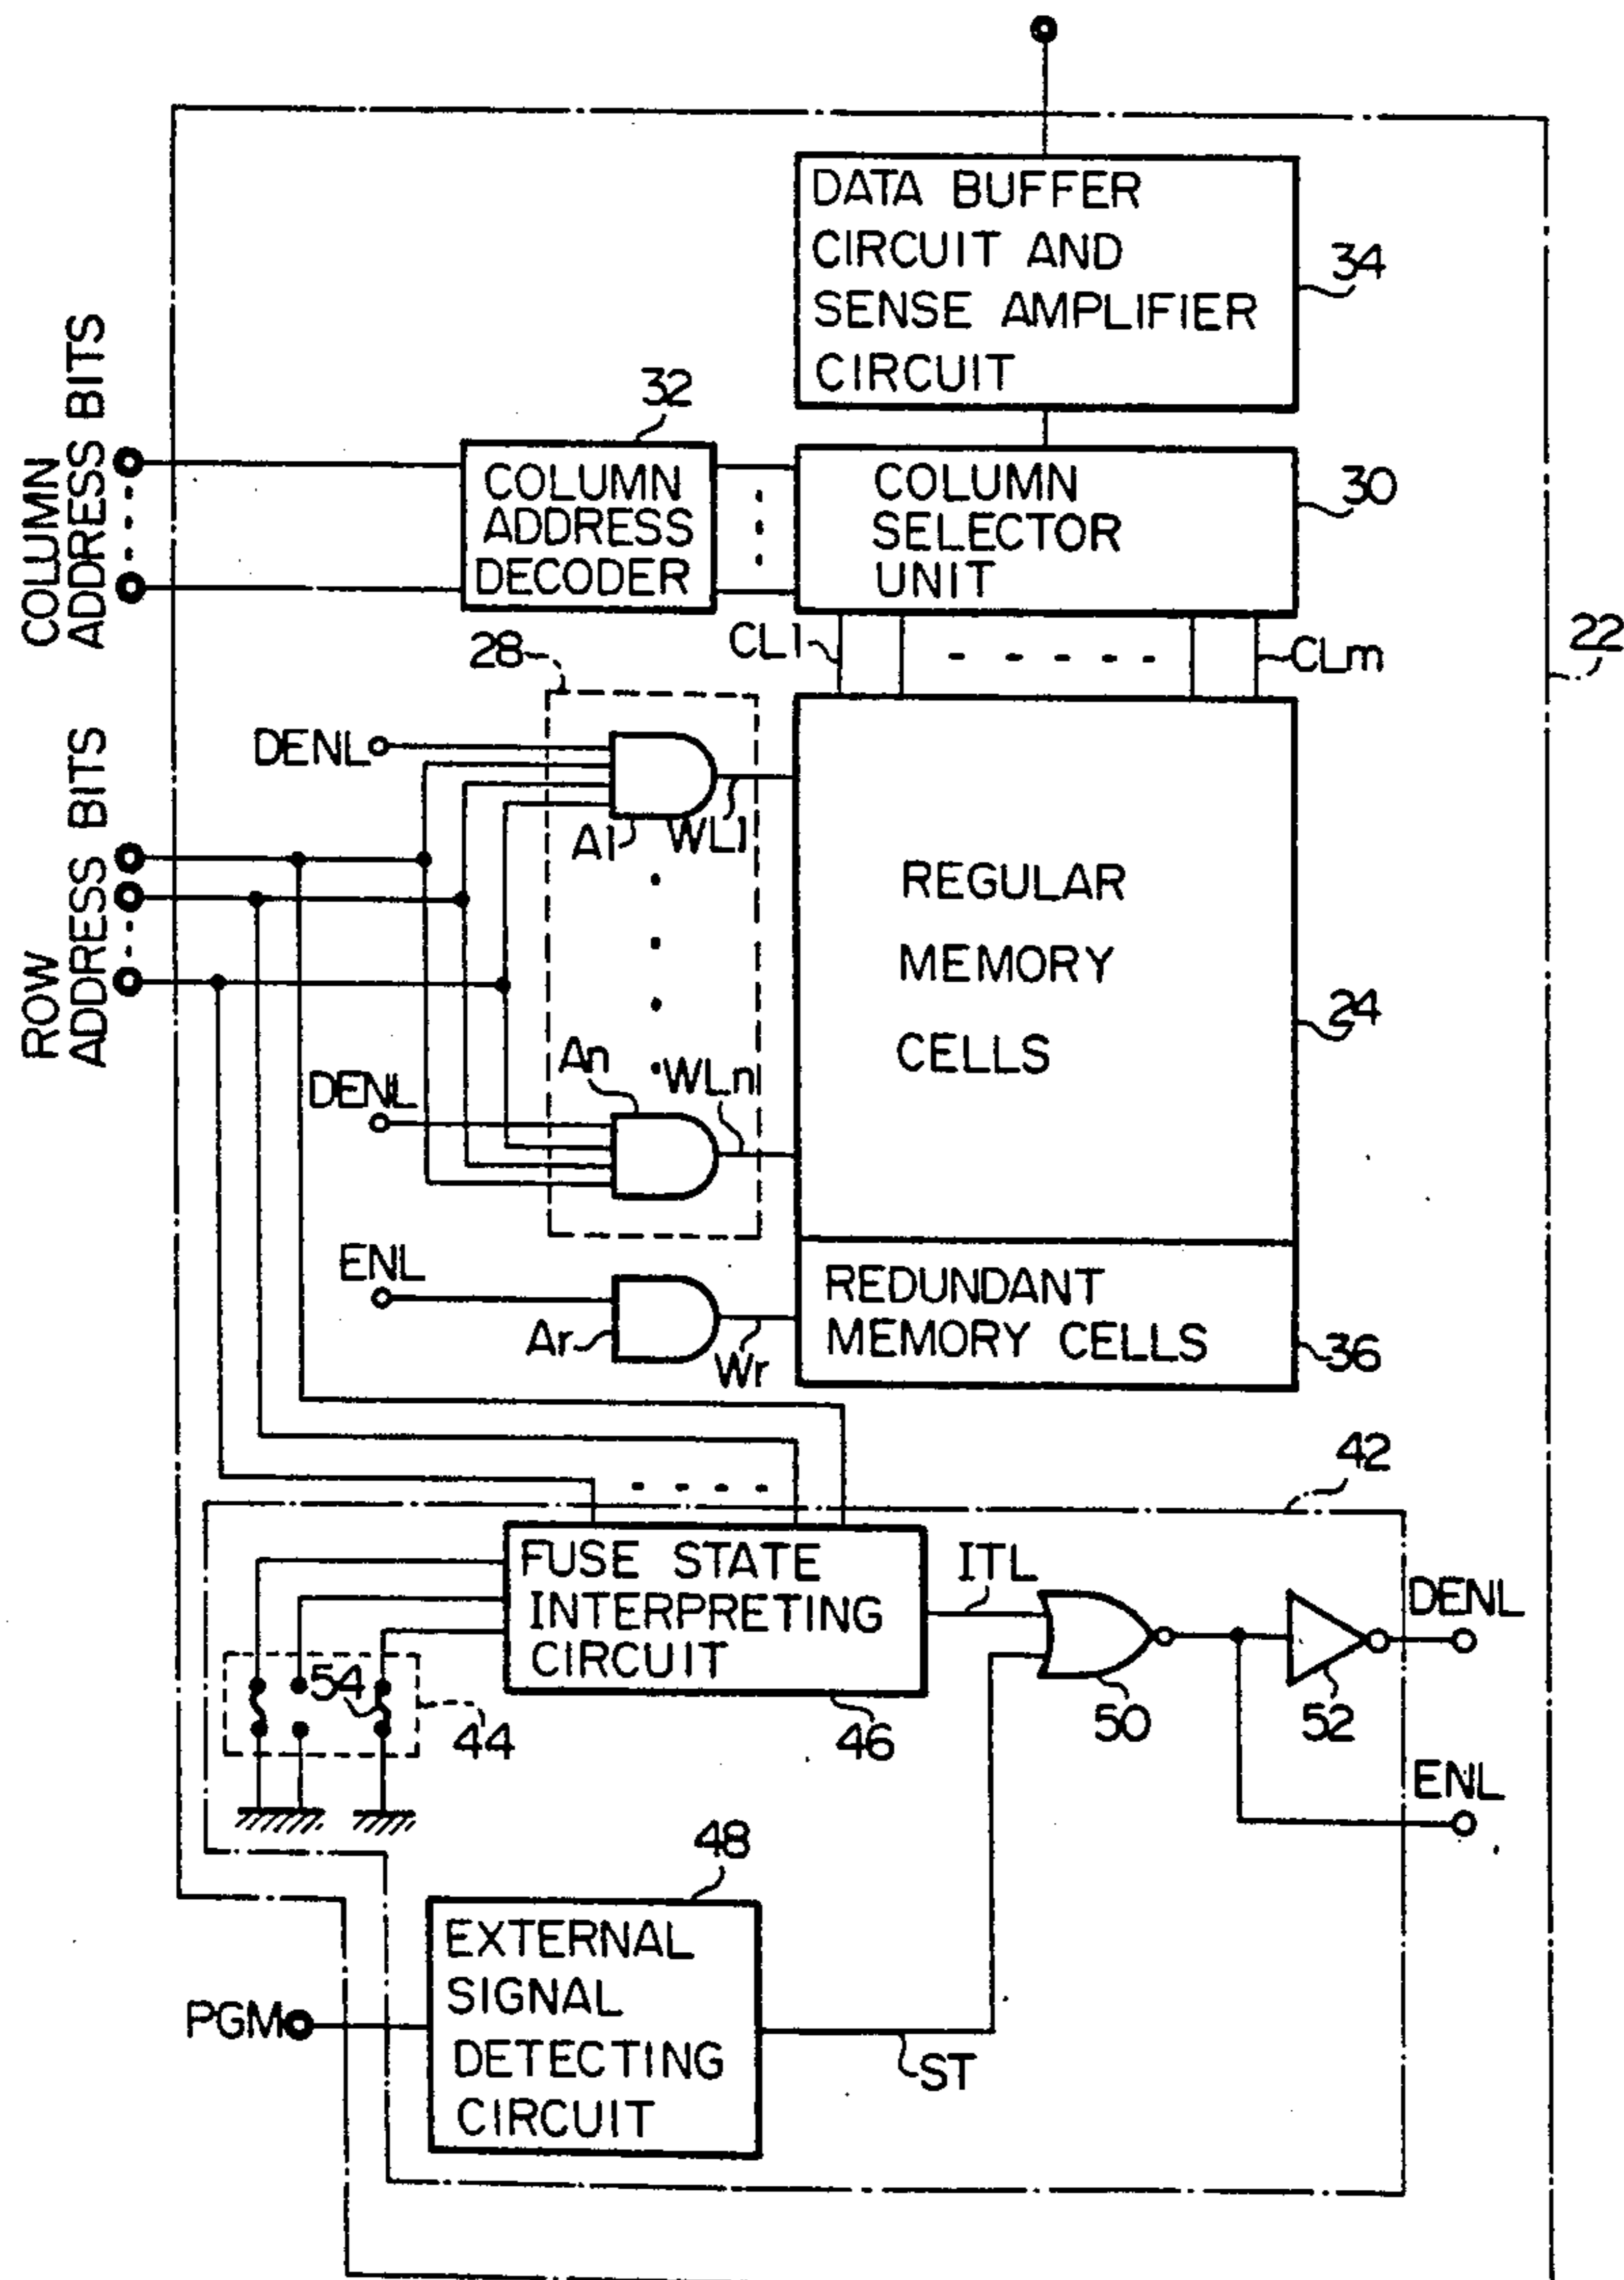 DATA BUFFER
CIRCUIT AND
SENSE AMPLIFIER
CIRCUIT
34
COLUMN
ADDRESS BITS
32
COLUMN
ADDRESS
DECODER
COLUMN
SELECTOR
UNIT
30
22
28
CL1
CLm
DENL
A1
WL1
ROW
ADDRESS BITS
REGULAR
MEMORY
CELLS
24
An
WLn
DENL
ENL
Ar
Wr
REDUNDANT
MEMORY CELLS
36
42
FUSE STATE
INTERPRETING
CIRCUIT
46
ITL
50
52
DENL
ENL
54
44
48
EXTERNAL
SIGNAL
DETECTING
CIRCUIT
PGM
ST